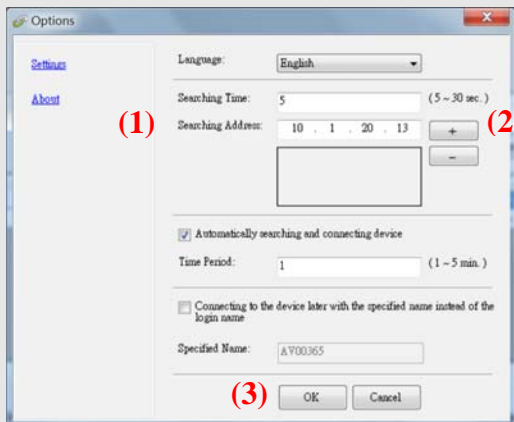 Options
Settings
About
Language: English
Searching Time: 5 (5 ~ 30 sec.)
(1) Searching Address: 10 . 1 . 20 . 13 + (2
−
Automatically searching and connecting device
Time Period: 1 (1 ~ 5 min.)
Connecting to the device later with the specified name instead of the
login name
Specified Name: AV00365
(3) OK Cancel